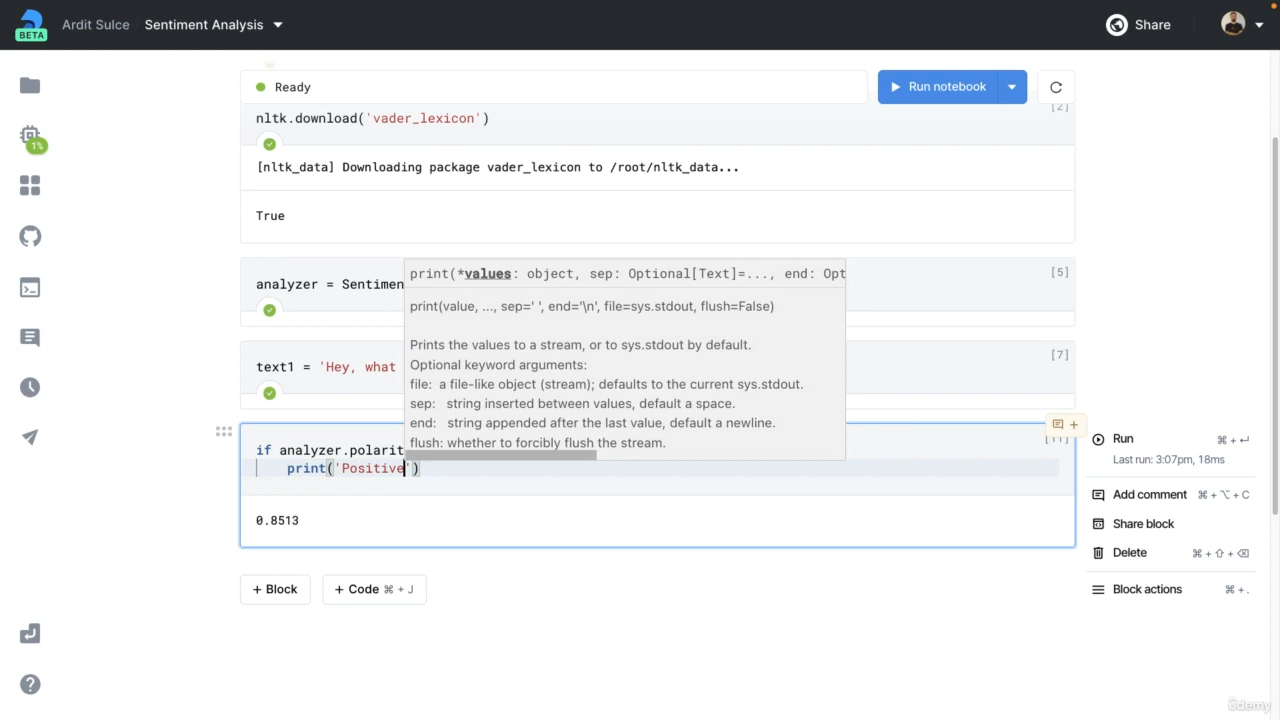 BETA
Ardit Sulce
Sentiment Analysis
Share
Ready
Run notebook
1%
nltk.download('vader_lexicon')
[2]
[nltk_data] Downloading package vader_lexicon to /root/nltk_data...
True
analyzer = Sentimen
[5]
print(*values: object, sep: Optional[Text]=..., end: Opt
print(value, ..., sep=' ', end='\n', file=sys.stdout, flush=False)
Prints the values to a stream, or to sys.stdout by default.
Optional keyword arguments:
file: a file-like object (stream); defaults to the current sys.stdout.
sep: string inserted between values, default a space.
end: string appended after the last value, default a newline.
flush: whether to forcibly flush the stream.
text1 = 'Hey, what
[7]
if analyzer.polarit
[11]
print('Positive')
0.8513
+ Block
+ Code ⌘ + J
Run ⌘ + ↵
Last run: 3:07pm, 18ms
Add comment ⌘ + ⌥ + C
Share block
Delete ⌘ + ⇧ + ⌫
Block actions ⌘ + .
ûdemy